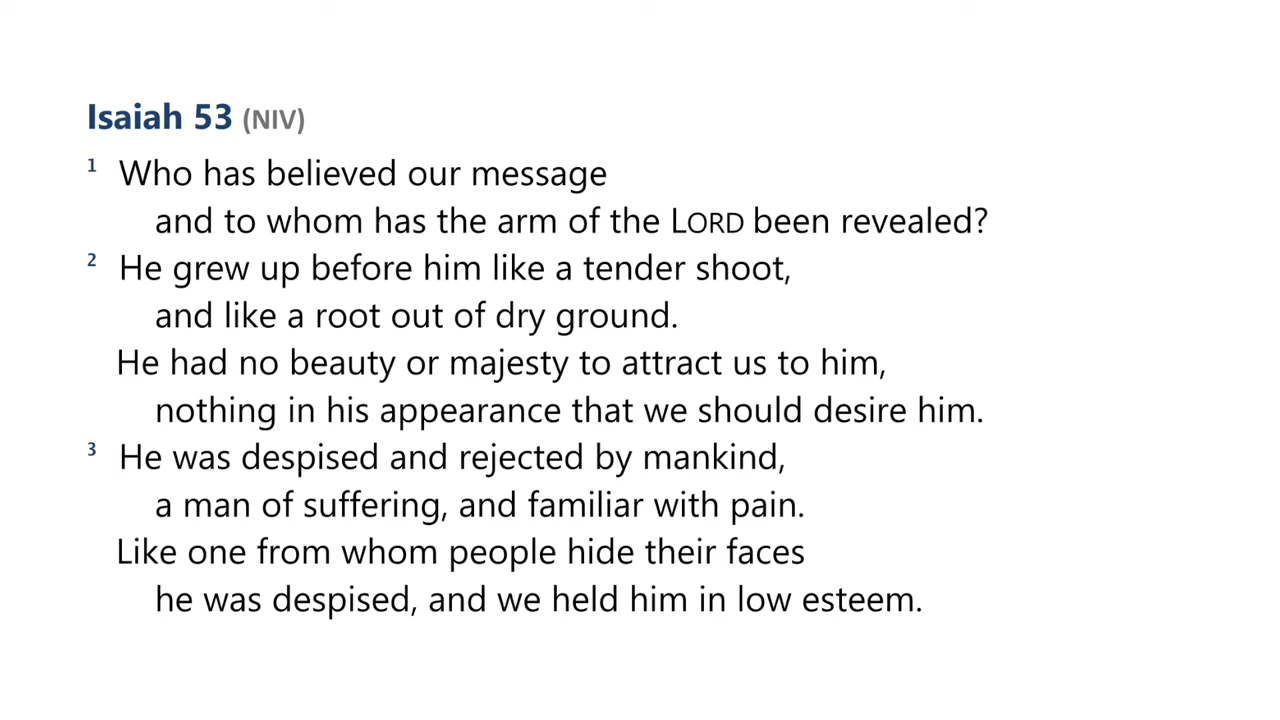 Isaiah 53 (NIV)
1 Who has believed our message
and to whom has the arm of the LORD been revealed?
2 He grew up before him like a tender shoot,
and like a root out of dry ground.
He had no beauty or majesty to attract us to him,
nothing in his appearance that we should desire him.
3 He was despised and rejected by mankind,
a man of suffering, and familiar with pain.
Like one from whom people hide their faces
he was despised, and we held him in low esteem.